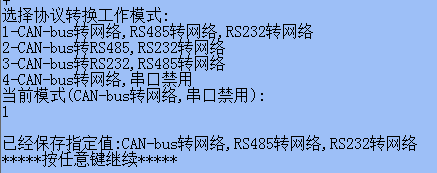 选择协议转换工作模式:
1-CAN-bus转网络,RS485转网络,RS232转网络
2-CAN-bus转RS485,RS232转网络
3-CAN-bus转RS232,RS485转网络
4-CAN-bus转网络,串口禁用
当前模式(CAN-bus转网络,串口禁用):
1
已经保存指定值:CAN-bus转网络,RS485转网络,RS232转网络
*****按任意键继续*****